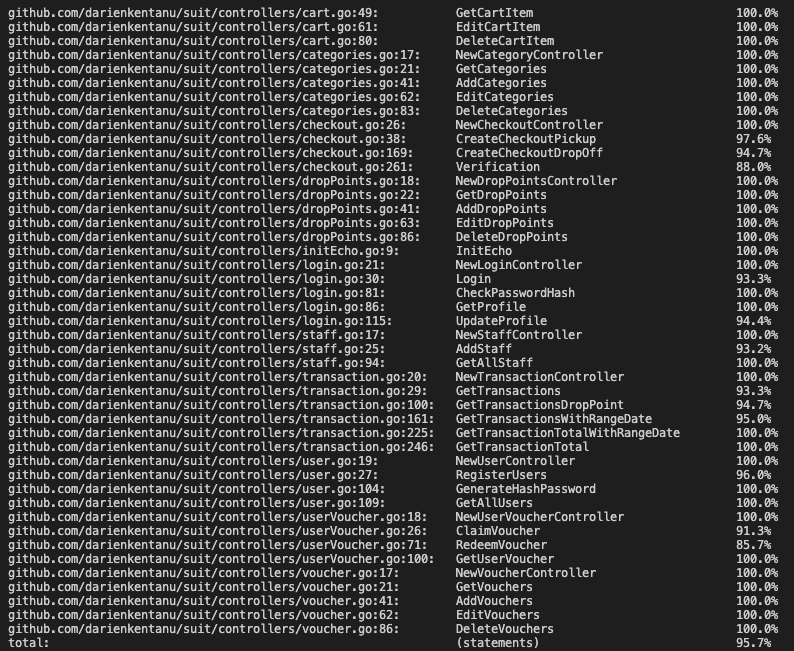 github.com/darienkentanu/suit/controllers/cart.go:49: GetCartItem 100.0%
github.com/darienkentanu/suit/controllers/cart.go:61: EditCartItem 100.0%
github.com/darienkentanu/suit/controllers/cart.go:80: DeleteCartItem 100.0%
github.com/darienkentanu/suit/controllers/categories.go:17: NewCategoryController 100.0%
github.com/darienkentanu/suit/controllers/categories.go:21: GetCategories 100.0%
github.com/darienkentanu/suit/controllers/categories.go:41: AddCategories 100.0%
github.com/darienkentanu/suit/controllers/categories.go:62: EditCategories 100.0%
github.com/darienkentanu/suit/controllers/categories.go:83: DeleteCategories 100.0%
github.com/darienkentanu/suit/controllers/checkout.go:26: NewCheckoutController 100.0%
github.com/darienkentanu/suit/controllers/checkout.go:38: CreateCheckoutPickup 97.6%
github.com/darienkentanu/suit/controllers/checkout.go:169: CreateCheckoutDropOff 94.7%
github.com/darienkentanu/suit/controllers/checkout.go:261: Verification 88.0%
github.com/darienkentanu/suit/controllers/dropPoints.go:18: NewDropPointsController 100.0%
github.com/darienkentanu/suit/controllers/dropPoints.go:22: GetDropPoints 100.0%
github.com/darienkentanu/suit/controllers/dropPoints.go:41: AddDropPoints 100.0%
github.com/darienkentanu/suit/controllers/dropPoints.go:63: EditDropPoints 100.0%
github.com/darienkentanu/suit/controllers/dropPoints.go:86: DeleteDropPoints 100.0%
github.com/darienkentanu/suit/controllers/initEcho.go:9: InitEcho 100.0%
github.com/darienkentanu/suit/controllers/login.go:21: NewLoginController 100.0%
github.com/darienkentanu/suit/controllers/login.go:30: Login 93.3%
github.com/darienkentanu/suit/controllers/login.go:81: CheckPasswordHash 100.0%
github.com/darienkentanu/suit/controllers/login.go:86: GetProfile 100.0%
github.com/darienkentanu/suit/controllers/login.go:115: UpdateProfile 94.4%
github.com/darienkentanu/suit/controllers/staff.go:17: NewStaffController 100.0%
github.com/darienkentanu/suit/controllers/staff.go:25: AddStaff 93.2%
github.com/darienkentanu/suit/controllers/staff.go:94: GetAllStaff 100.0%
github.com/darienkentanu/suit/controllers/transaction.go:20: NewTransactionController 100.0%
github.com/darienkentanu/suit/controllers/transaction.go:29: GetTransactions 93.3%
github.com/darienkentanu/suit/controllers/transaction.go:100: GetTransactionsDropPoint 94.7%
github.com/darienkentanu/suit/controllers/transaction.go:161: GetTransactionsWithRangeDate 95.0%
github.com/darienkentanu/suit/controllers/transaction.go:225: GetTransactionTotalWithRangeDate 100.0%
github.com/darienkentanu/suit/controllers/transaction.go:246: GetTransactionTotal 100.0%
github.com/darienkentanu/suit/controllers/user.go:19: NewUserController 100.0%
github.com/darienkentanu/suit/controllers/user.go:27: RegisterUsers 96.0%
github.com/darienkentanu/suit/controllers/user.go:104: GenerateHashPassword 100.0%
github.com/darienkentanu/suit/controllers/user.go:109: GetAllUsers 100.0%
github.com/darienkentanu/suit/controllers/userVoucher.go:18: NewUserVoucherController 100.0%
github.com/darienkentanu/suit/controllers/userVoucher.go:26: ClaimVoucher 91.3%
github.com/darienkentanu/suit/controllers/userVoucher.go:71: RedeemVoucher 85.7%
github.com/darienkentanu/suit/controllers/userVoucher.go:100: GetUserVoucher 100.0%
github.com/darienkentanu/suit/controllers/voucher.go:17: NewVoucherController 100.0%
github.com/darienkentanu/suit/controllers/voucher.go:21: GetVouchers 100.0%
github.com/darienkentanu/suit/controllers/voucher.go:41: AddVouchers 100.0%
github.com/darienkentanu/suit/controllers/voucher.go:62: EditVouchers 100.0%
github.com/darienkentanu/suit/controllers/voucher.go:86: DeleteVouchers 100.0%
total: (statements) 95.7%